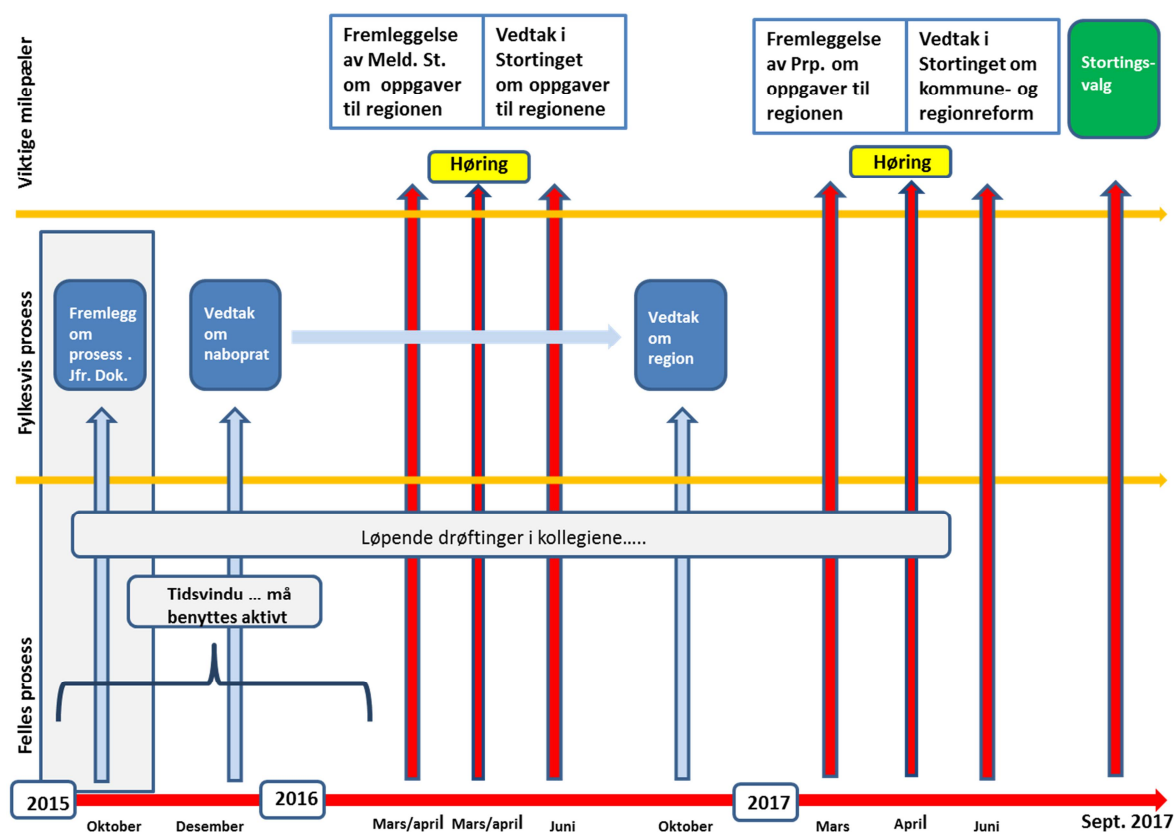 Viktige milepæler
Fremleggelse
av Meld. St.
om oppgaver
til regionen
Vedtak i
Stortinget
om oppgaver
til regionene
Høring
Fremleggelse
av Prp. om
oppgaver til
regionen
Vedtak i
Stortinget om
kommune- og
regionreform
Høring
Stortings-
valg
Fylkesvis prosess
Fremlegg
om
prosess .
Jfr. Dok.
Vedtak
om
naboprat
Vedtak
om
region
Felles prosess
Løpende drøftinger i kollegiene.....
Tidsvindu ... må
benyttes aktivt
2015
2016
2017
Oktober
Desember
Mars/april
Mars/april
Juni
Oktober
Mars
April
Juni
Sept. 2017